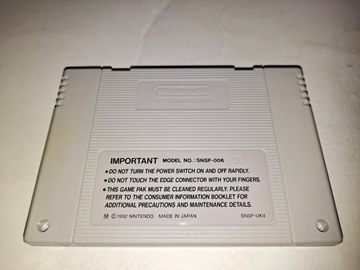 Nintendo
IMPORTANT MODEL NO.: SNSP-006
• DO NOT TURN THE POWER SWITCH ON AND OFF RAPIDLY.
• DO NOT TOUCH THE EDGE CONNECTOR WITH YOUR FINGERS.
• THIS GAME PAK MUST BE CLEANED REGULARLY. PLEASE
REFER TO THE CONSUMER INFORMATION BOOKLET FOR
ADDITIONAL PRECAUTIONS AND MAINTENANCE DETAILS.
Ⓜ © 1992 NINTENDO MADE IN JAPAN SNSP-UKV